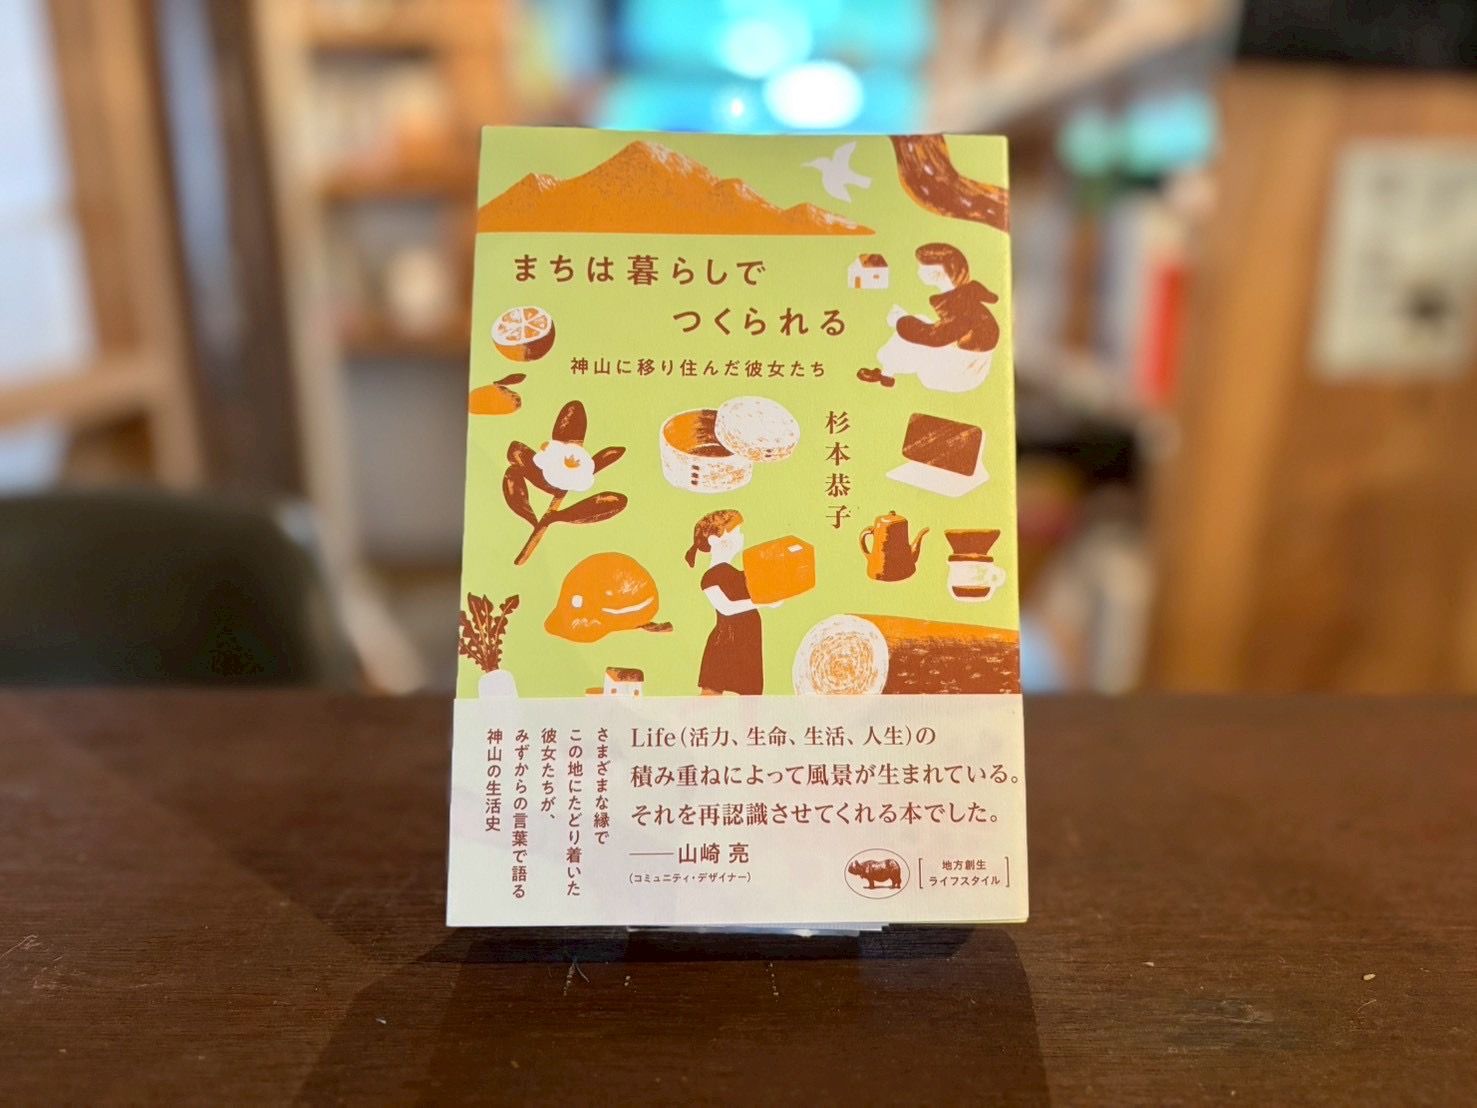 まちは暮らしで
つくられる
神山に移り住んだ彼女たち
杉本恭子
さまざまな縁で
この地にたどり着いた
彼女たちが、
みずからの言葉で語る
神山の生活史
Life(活力、生命、生活、人生)の
積み重ねによって風景が生まれている。
それを再認識させてくれる本でした。
——山崎 亮
(コミュニティ・デザイナー)
[地方創生
ライフスタイル]